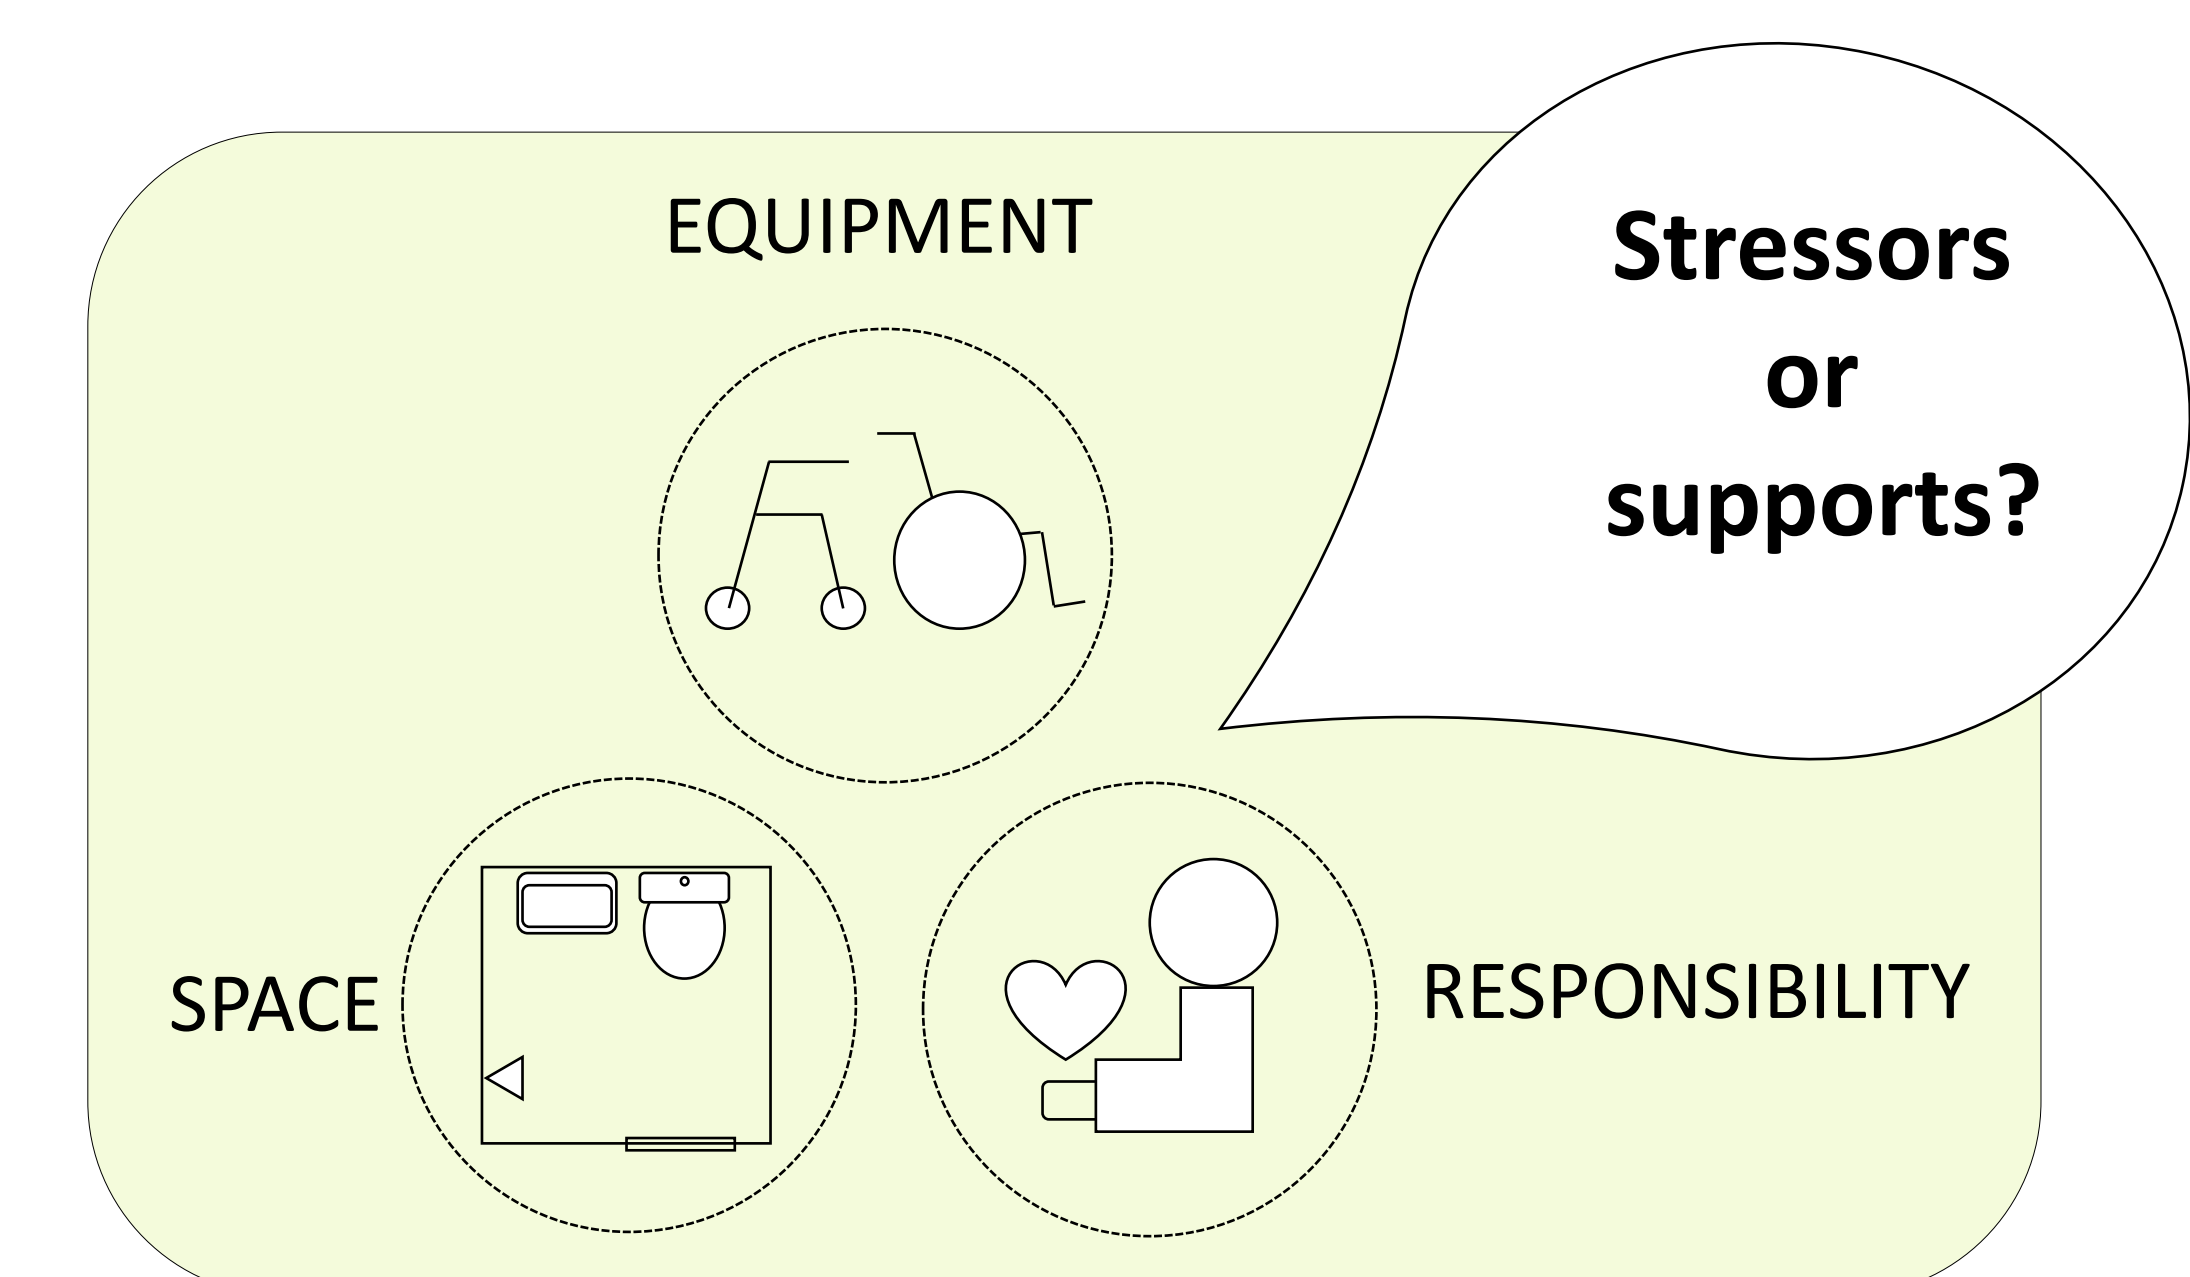 EQUIPMENT
Stressors
or
supports?
SPACE
RESPONSIBILITY